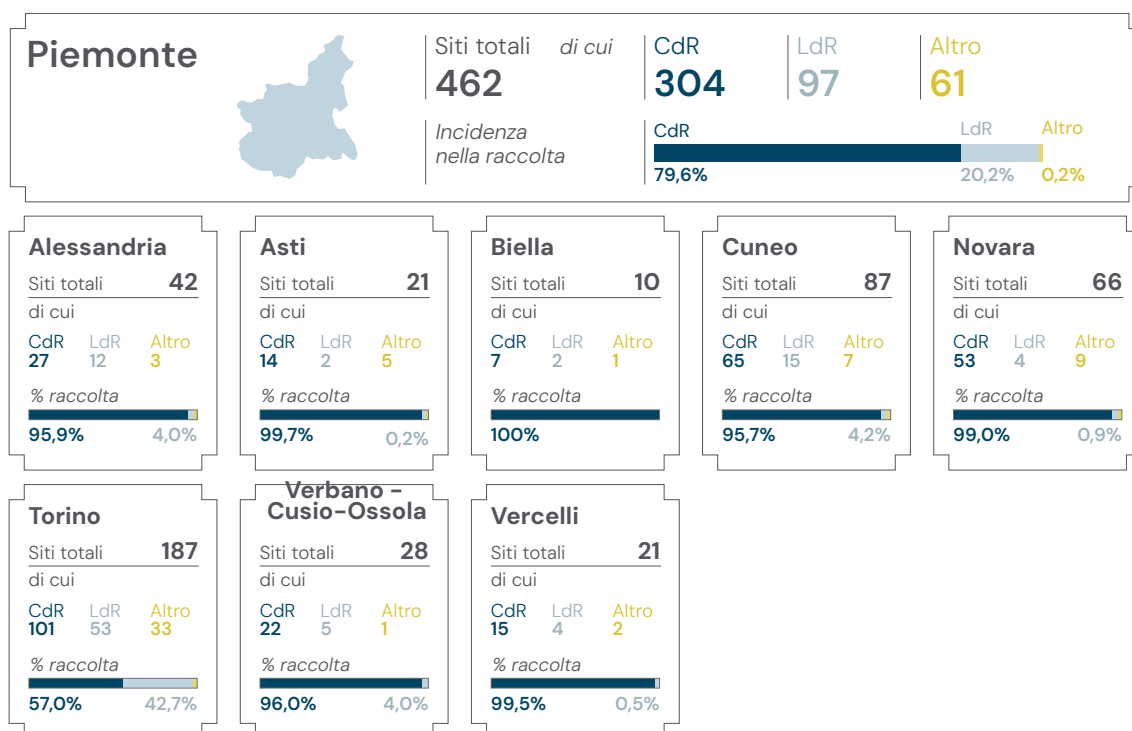 Piemonte
Siti totali di cui
462
CdR
304
LdR
97
Altro
61
Incidenza
nella raccolta
CdR LdR Altro
79,6% 20,2% 0,2%
Alessandria
Siti totali 42
di cui
CdR LdR Altro
27 12 3
% raccolta
95,9% 4,0%
Asti
Siti totali 21
di cui
CdR LdR Altro
14 2 5
% raccolta
99,7% 0,2%
Biella
Siti totali 10
di cui
CdR LdR Altro
7 2 1
% raccolta
100%
Cuneo
Siti totali 87
di cui
CdR LdR Altro
65 15 7
% raccolta
95,7% 4,2%
Novara
Siti totali 66
di cui
CdR LdR Altro
53 4 9
% raccolta
99,0% 0,9%
Torino
Siti totali 187
di cui
CdR LdR Altro
101 53 33
% raccolta
57,0% 42,7%
Verbano -
Cusio-Ossola
Siti totali 28
di cui
CdR LdR Altro
22 5 1
% raccolta
96,0% 4,0%
Vercelli
Siti totali 21
di cui
CdR LdR Altro
15 4 2
% raccolta
99,5% 0,5%